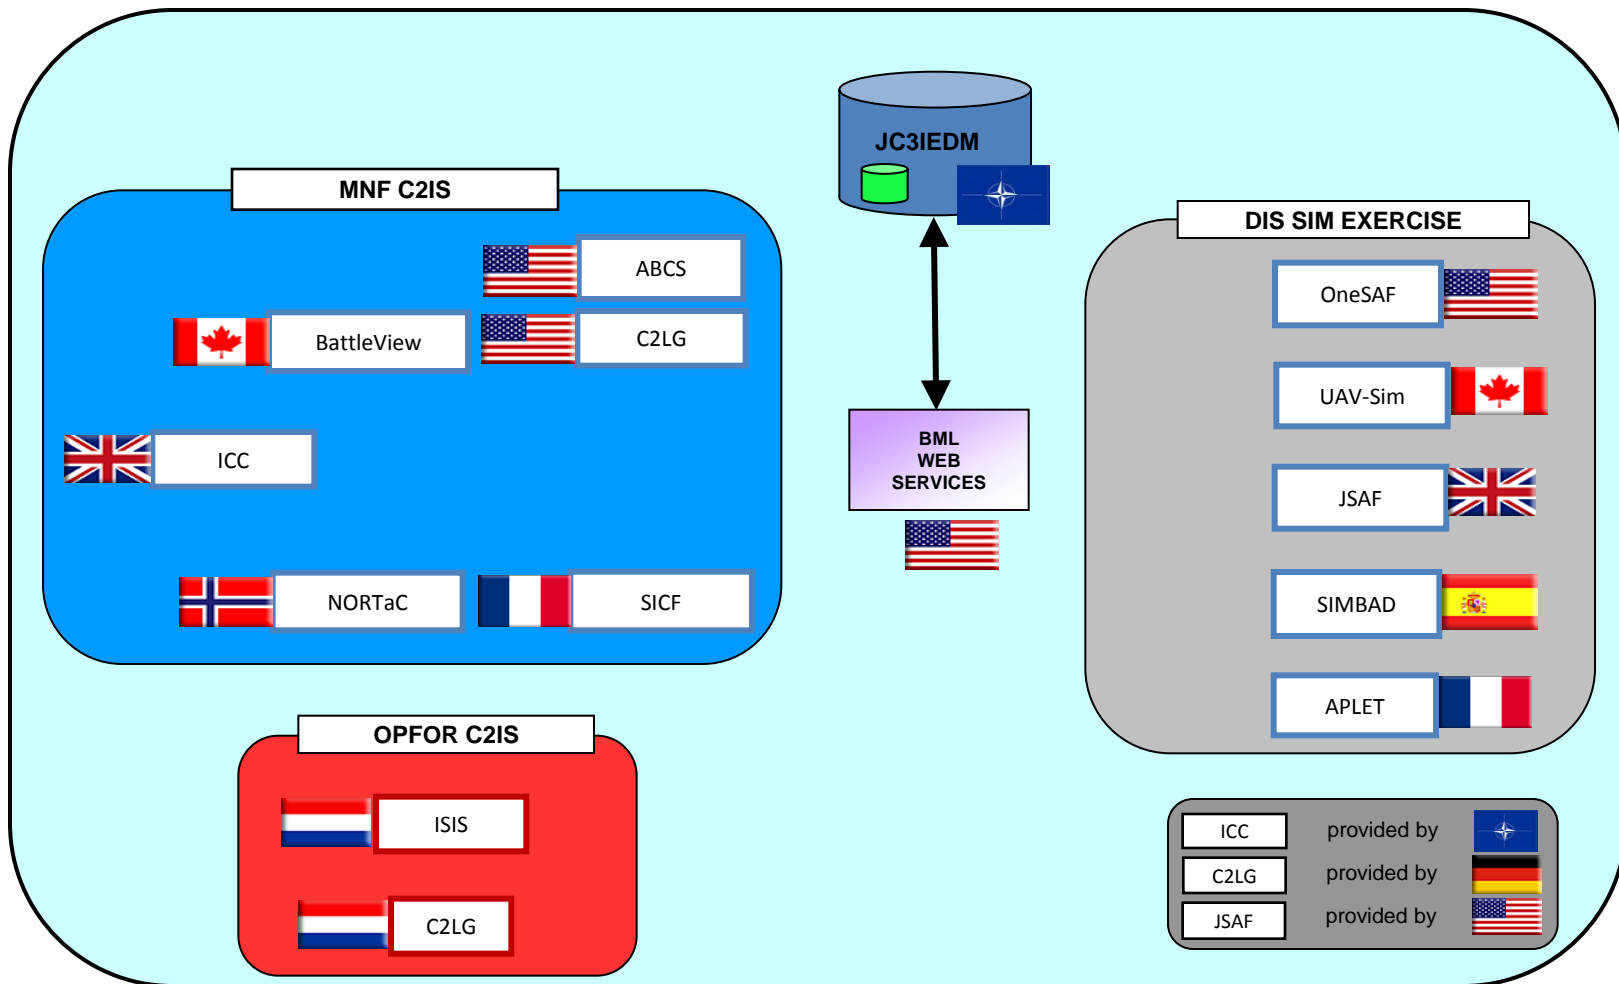 JC3IEDM
MNF C2IS
ABCS
BattleView
C2LG
ICC
NORTaC
SICF
BML
WEB
SERVICES
DIS SIM EXERCISE
OneSAF
UAV-Sim
JSAF
SIMBAD
APLET
OPFOR C2IS
ISIS
C2LG
ICC provided by
C2LG provided by
JSAF provided by